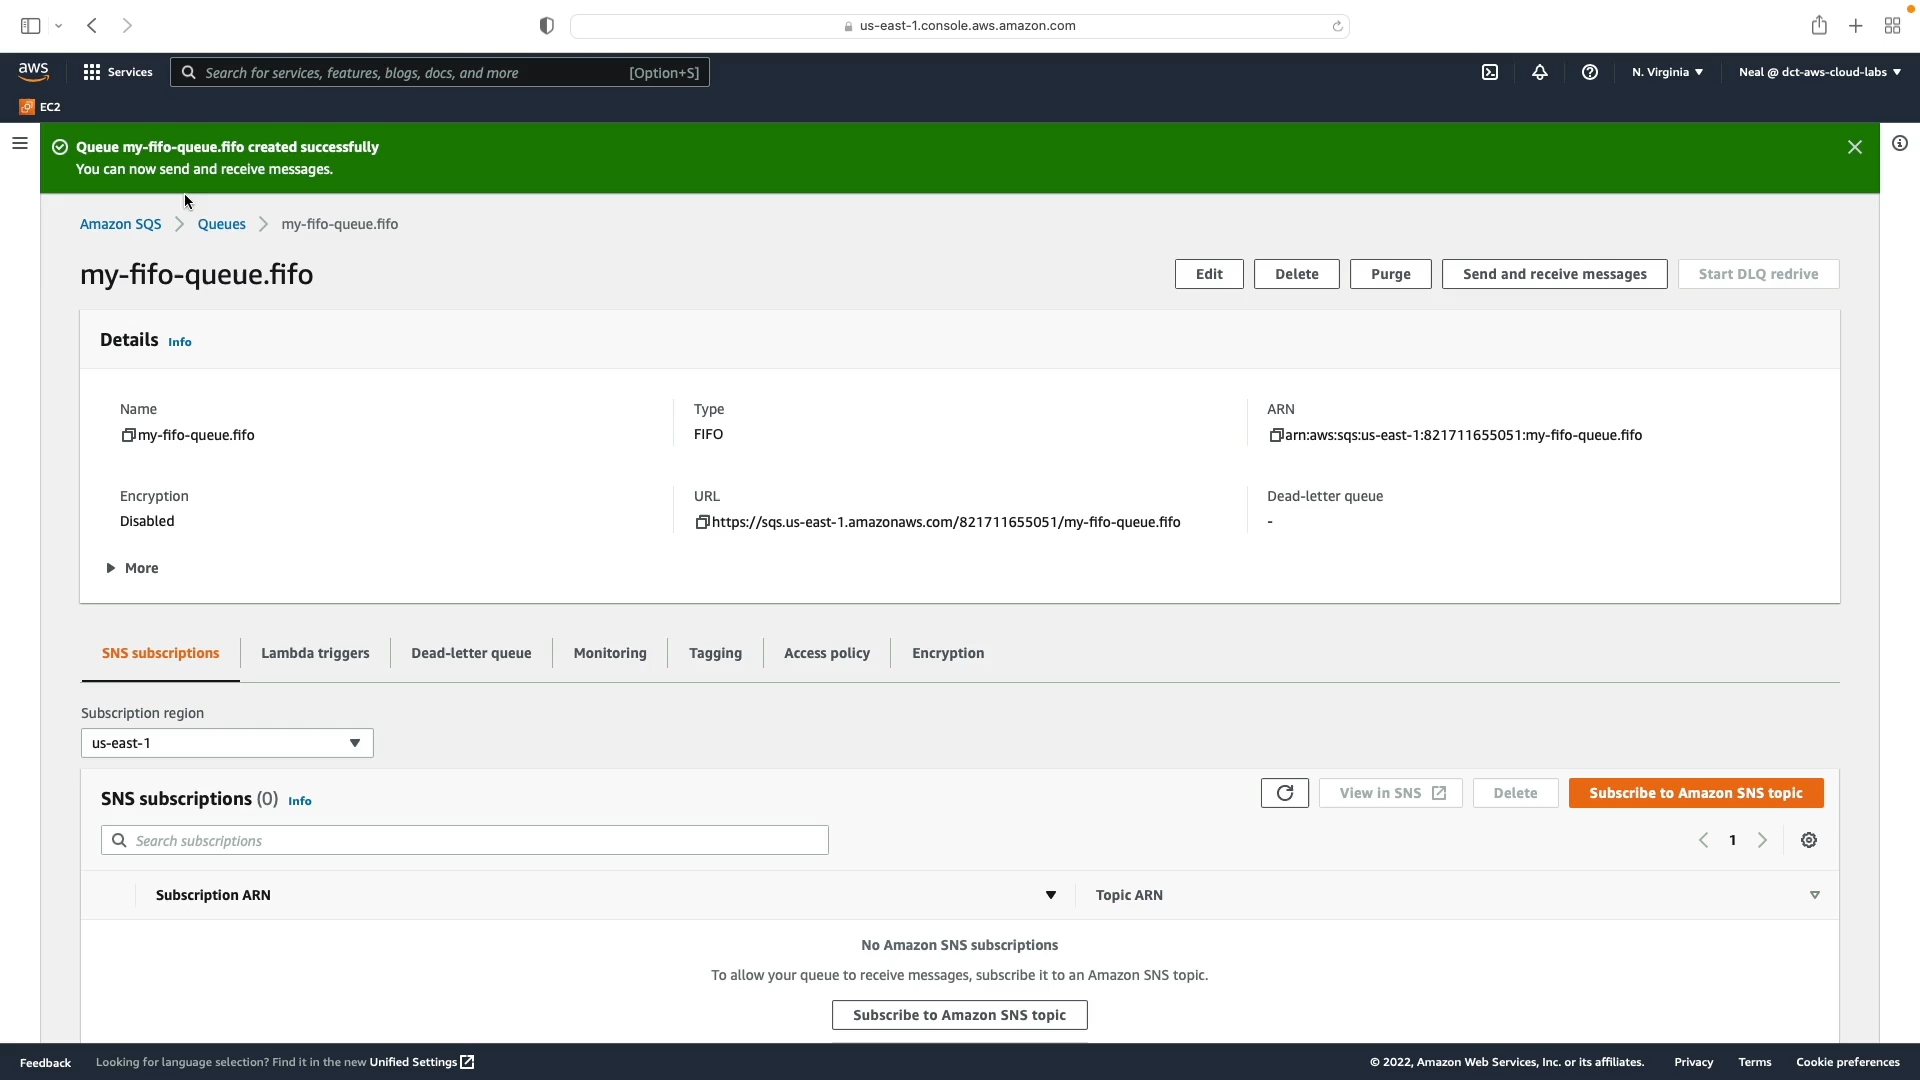 us-east-1.console.aws.amazon.com
aws
Services
Search for services, features, blogs, docs, and more
[Option+S]
N. Virginia
Neal @ dct-aws-cloud-labs
EC2
Queue my-fifo-queue.fifo created successfully
You can now send and receive messages.
Amazon SQS
Queues
my-fifo-queue.fifo
my-fifo-queue.fifo
Edit
Delete
Purge
Send and receive messages
Start DLQ redrive
Details
Info
Name
Type
ARN
my-fifo-queue.fifo
FIFO
arn:aws:sqs:us-east-1:821711655051:my-fifo-queue.fifo
Encryption
URL
Dead-letter queue
Disabled
https://sqs.us-east-1.amazonaws.com/821711655051/my-fifo-queue.fifo
-
More
SNS subscriptions
Lambda triggers
Dead-letter queue
Monitoring
Tagging
Access policy
Encryption
Subscription region
us-east-1
SNS subscriptions (0)
Info
View in SNS
Delete
Subscribe to Amazon SNS topic
Search subscriptions
1
Subscription ARN
Topic ARN
No Amazon SNS subscriptions
To allow your queue to receive messages, subscribe it to an Amazon SNS topic.
Subscribe to Amazon SNS topic
Feedback
Looking for language selection? Find it in the new Unified Settings
© 2022, Amazon Web Services, Inc. or its affiliates.
Privacy
Terms
Cookie preferences